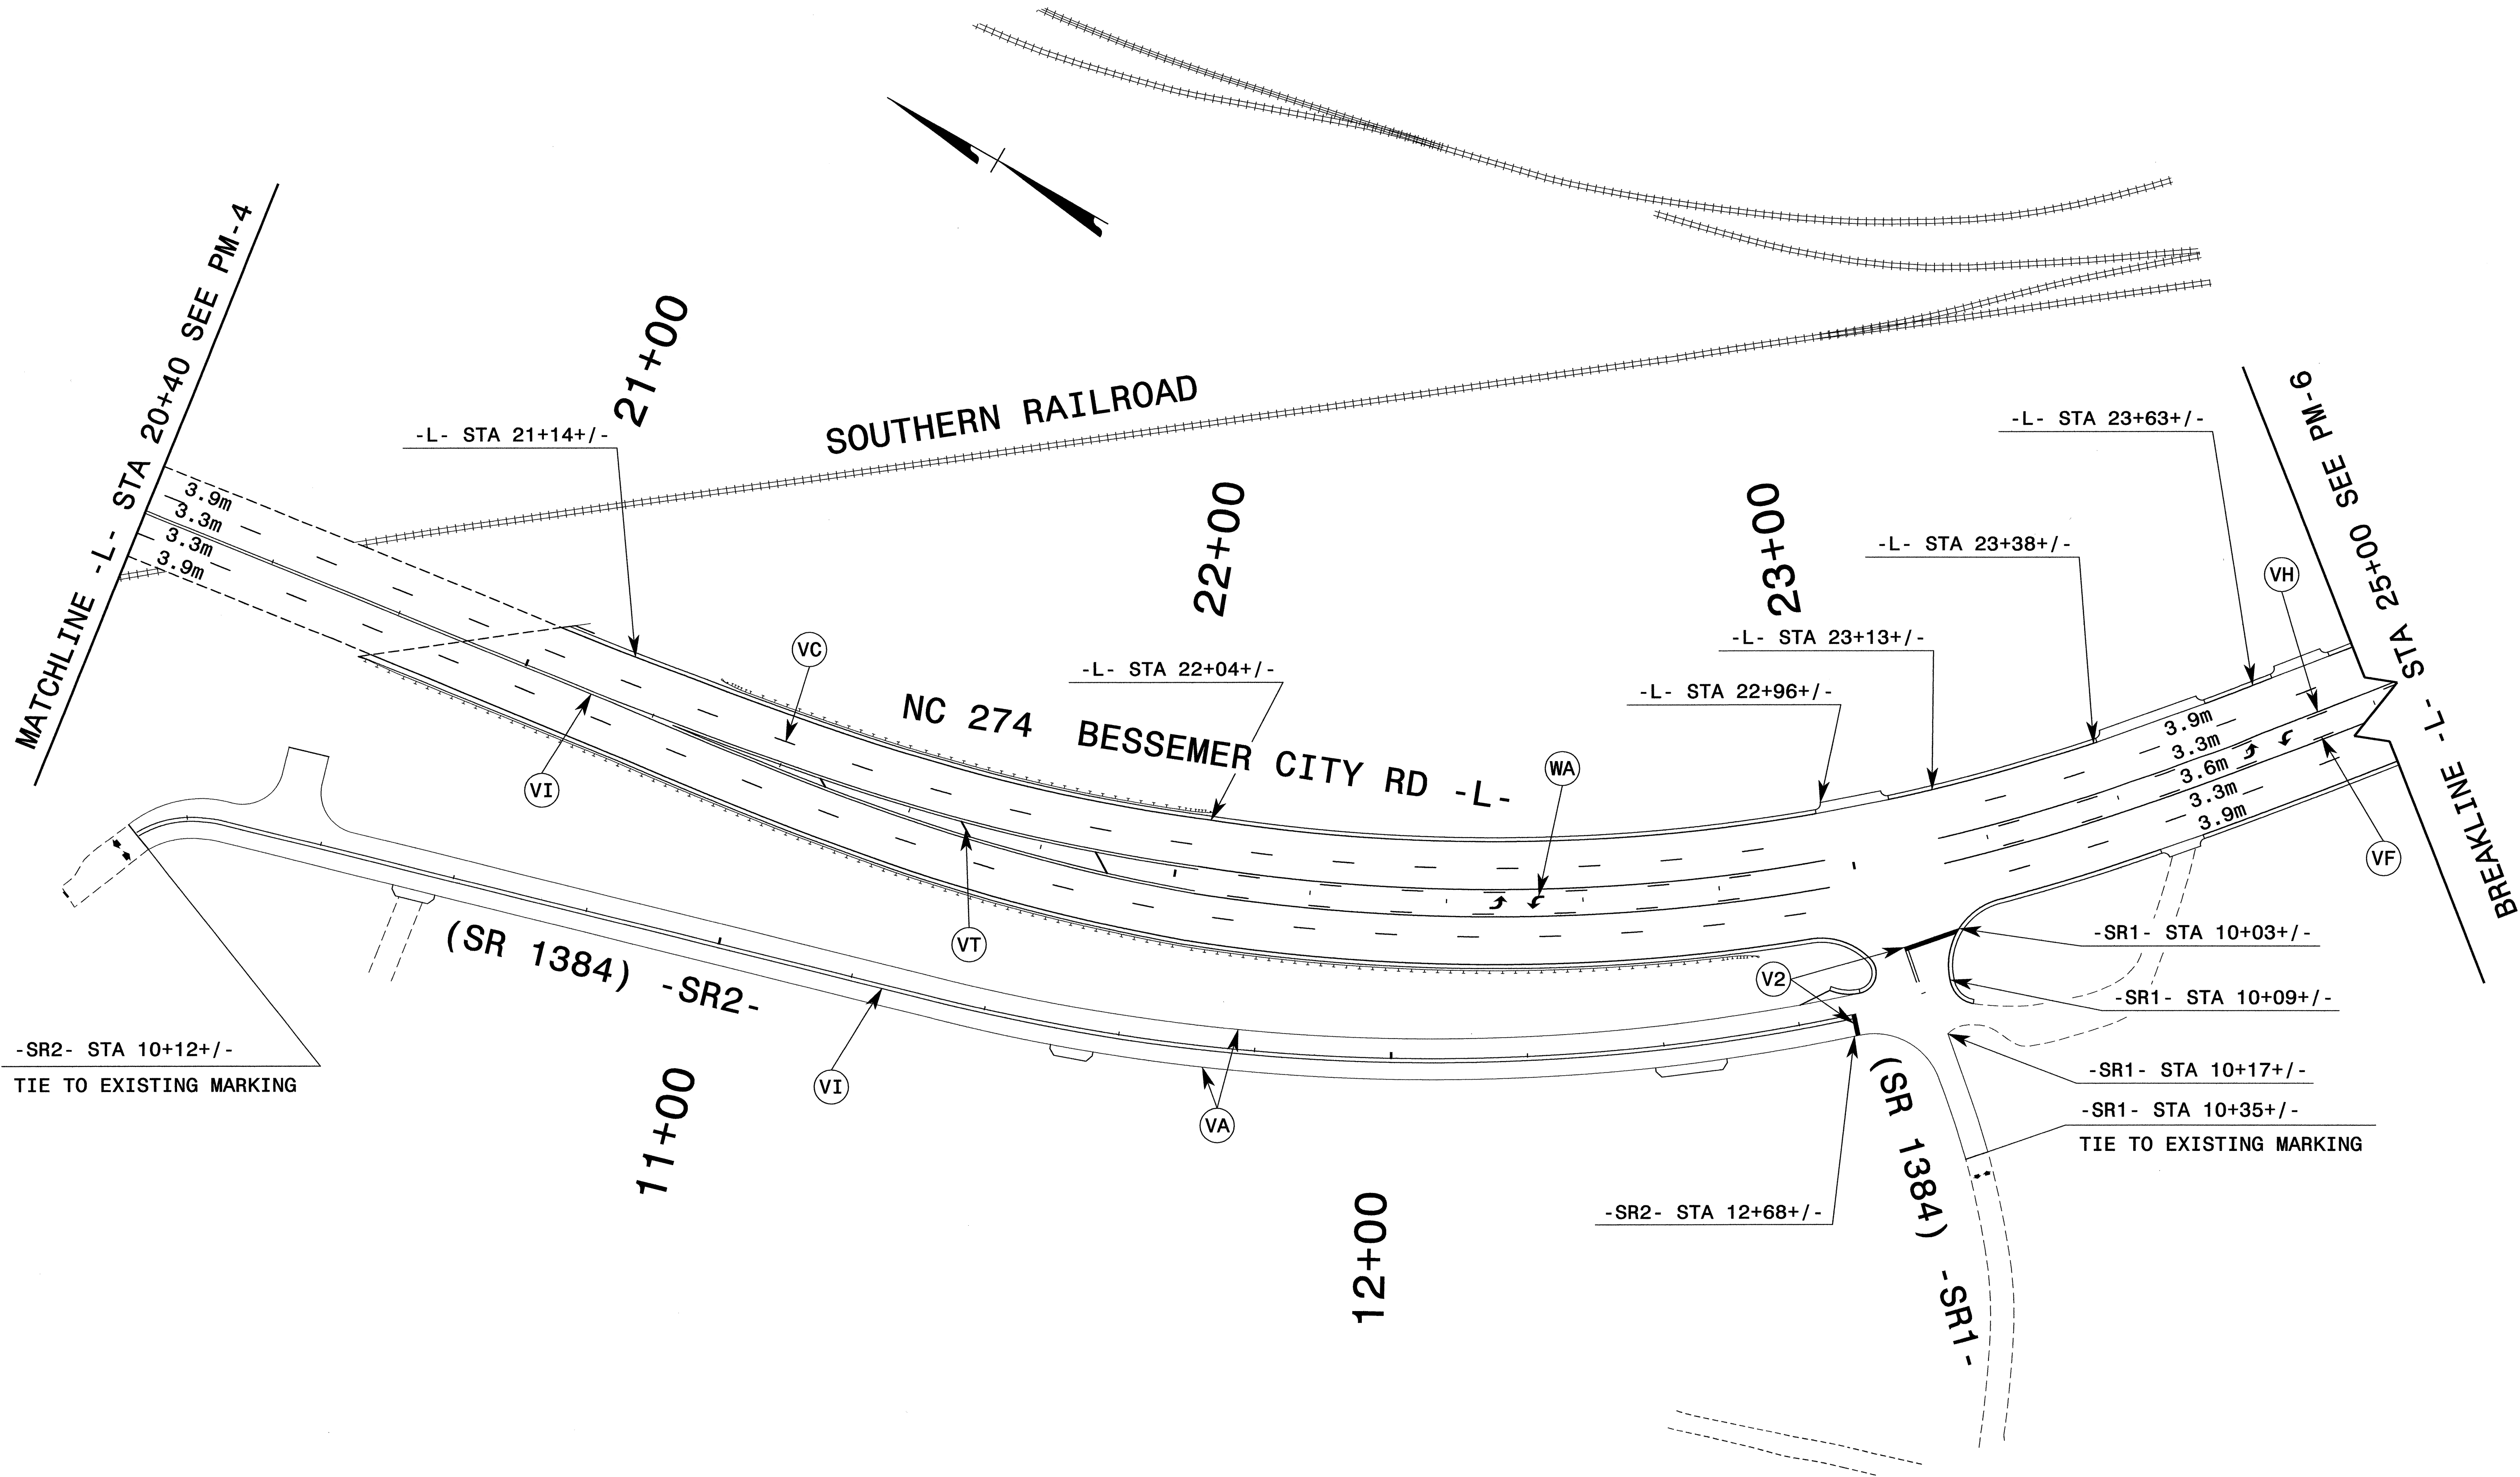 MATCHLINE -L- STA 20+40 SEE PM-4
21+00
SOUTHERN RAILROAD
-L- STA 21+14+/-
3.9m
3.3m
3.3m
3.9m
22+00
23+00
-L- STA 23+63+/-
-L- STA 23+38+/-
VH
BREAKLINE -L- STA 25+00 SEE PM-6
VC
-L- STA 22+04+/-
-L- STA 23+13+/-
-L- STA 22+96+/-
NC 274 BESSEMER CITY RD -L-
WA
3.9m
3.3m
3.6m
3.3m
3.9m
VI
VT
VF
(SR 1384) -SR2-
V2
-SR1- STA 10+03+/-
-SR1- STA 10+09+/-
-SR2- STA 10+12+/-
TIE TO EXISTING MARKING
VI
VA
-SR1- STA 10+17+/-
-SR1- STA 10+35+/-
TIE TO EXISTING MARKING
11+00
12+00
-SR2- STA 12+68+/-
(SR 1384) -SR1-